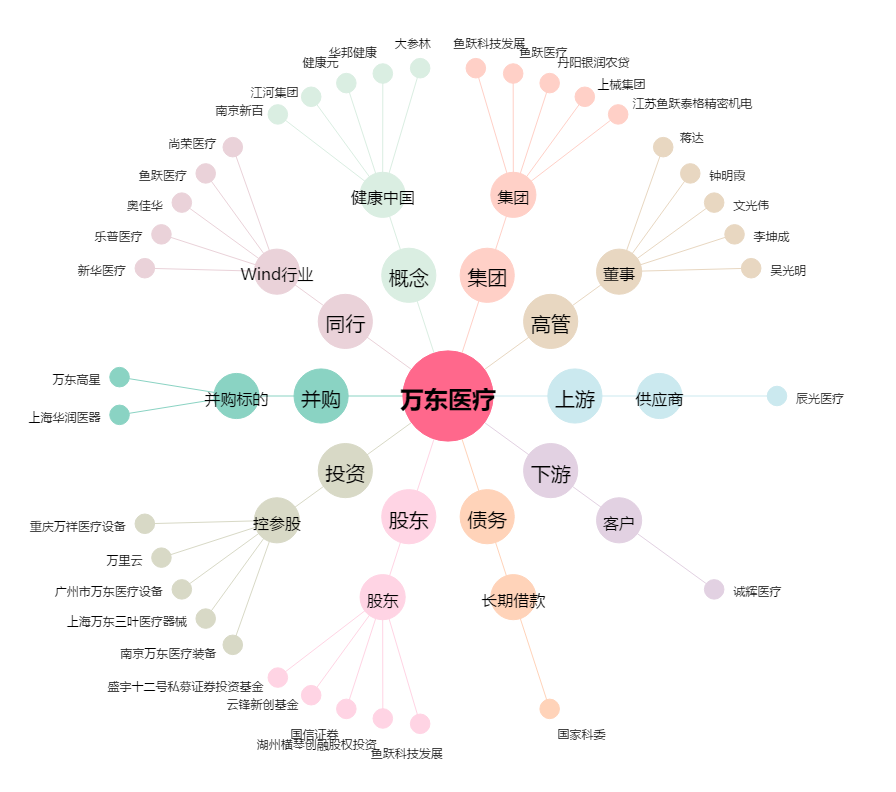 大参林
华邦健康
健康元
江河集团
南京新百
鱼跃科技发展
鱼跃医疗
丹阳银润农贷
上械集团
江苏鱼跃泰格精密机电
尚荣医疗
鱼跃医疗
奥佳华
乐普医疗
新华医疗
健康中国
集团
蒋达
钟明霞
文光伟
李坤成
吴光明
Wind行业
概念
集团
董事
同行
高管
万东高星
上海华润医器
并购标的
并购
万东医疗
上游
供应商
辰光医疗
投资
下游
控参股
股东
债务
客户
重庆万祥医疗设备
万里云
广州市万东医疗设备
上海万东三叶医疗器械
南京万东医疗装备
股东
长期借款
诚辉医疗
盛宇十二号私募证券投资基金
云锋新创基金
国信证券
湖州横琴创融股权投资
鱼跃科技发展
国家科委